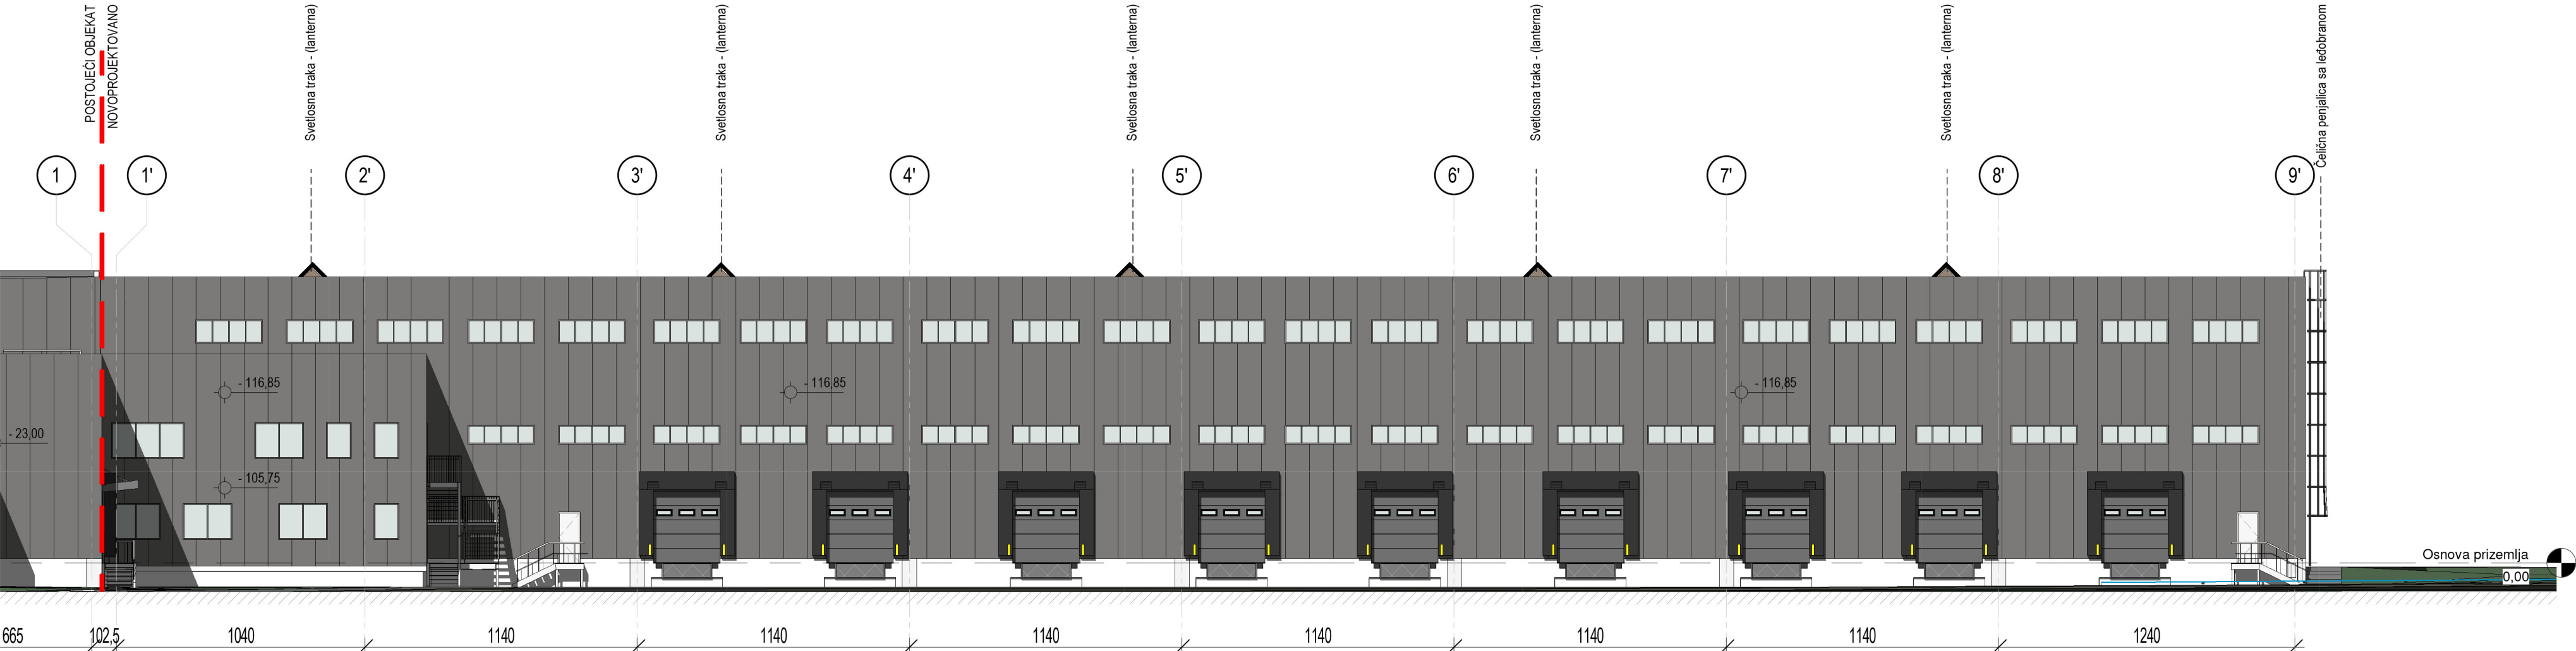 POSTOJEĆI OBJEKAT
NOVOPROJEKTOVANO
Svetlosna traka - (lanterna)
Svetlosna traka - (lanterna)
Svetlosna traka - (lanterna)
Svetlosna traka - (lanterna)
Svetlosna traka - (lanterna)
Čelična penjalica sa leđobranom
1
1'
2'
3'
4'
5'
6'
7'
8'
9'
- 116,85
- 116,85
- 116,85
- 23,00
- 105,75
Osnova prizemlja
0,00
665
102,5
1040
1140
1140
1140
1140
1140
1140
1240